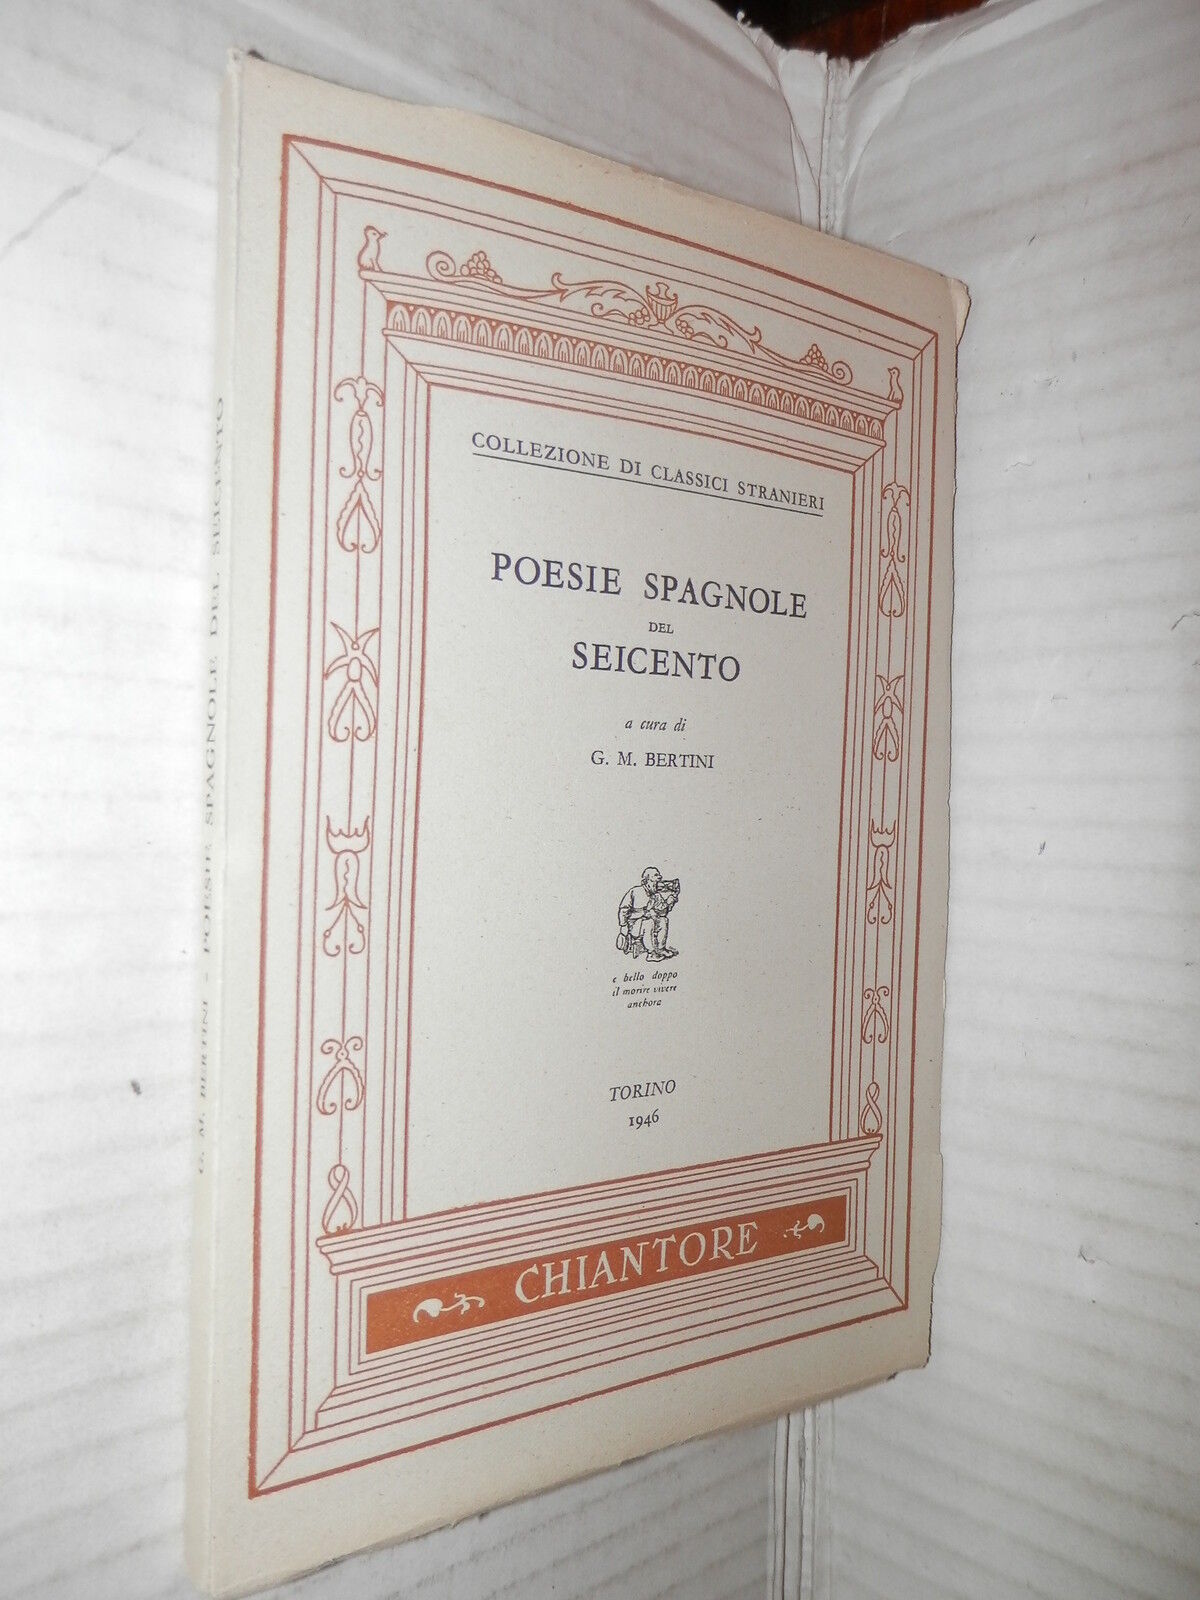 COLLEZIONE DI CLASSICI STRANIERI
POESIE SPAGNOLE
DEL
SEICENTO
a cura di
G. M. BERTINI
e bello doppo
il morire vivere
anchora
TORINO
1946
CHIANTORE
G. M. BERTINI - POESIE SPAGNOLE DEL SEICENTO